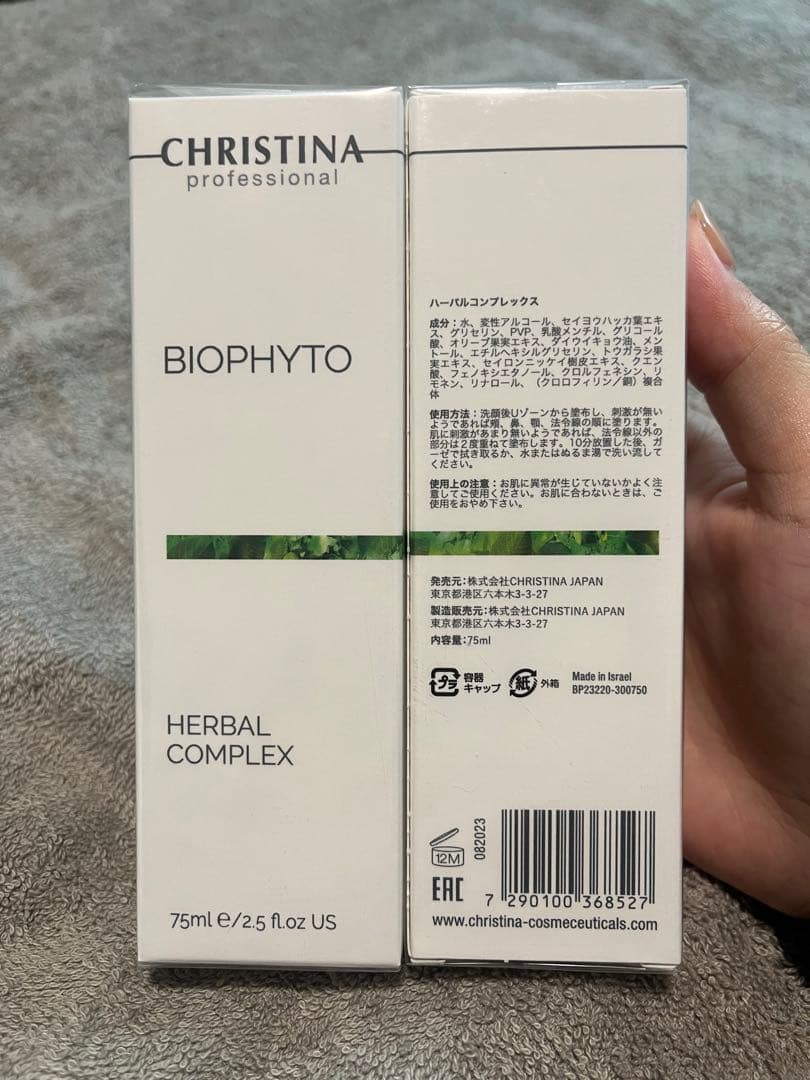 CHRISTINA
professional
BIOPHYTO
HERBAL
COMPLEX
75ml e/2.5 fl.oz US
ハーバルコンプレックス
成分：水、変性アルコール、セイヨウハッカ葉エキ
ス、グリセリン、PVP、乳酸メンチル、グリコール
酸、オリーブ果実エキス、ダイウイキョウ油、メン
トール、エチルヘキシルグリセリン、トウガラシ果
実エキス、セイロンニッケイ樹皮エキス、クエン
酸、フェノキシエタノール、クロルフェネシン、リ
モネン、リナロール、（クロロフィリン／銅）複合
体
使用方法：洗顔後Uゾーンから塗布し、刺激が無い
ようであれば頬、鼻、顎、法令線の順に塗ります。
肌に刺激があまり無いようであれば、法令線以外の
部分は２度重ねて塗布します。10分放置した後、ガ
ーゼで拭き取るか、水またはぬるま湯で洗い流して
ください。
使用上の注意：お肌に異常が生じていないかよく注
意してご使用ください。お肌に合わないときは、ご
使用をおやめ下さい。
発売元：株式会社CHRISTINA JAPAN
東京都港区六本木3-3-27
製造販売元：株式会社CHRISTINA JAPAN
東京都港区六本木3-3-27
内容量：75ml
プラ 容器
キャップ
紙 外箱
Made in Israel
BP23220-300750
12M
082023
EAC
7 290100 368527
www.christina-cosmeceuticals.com